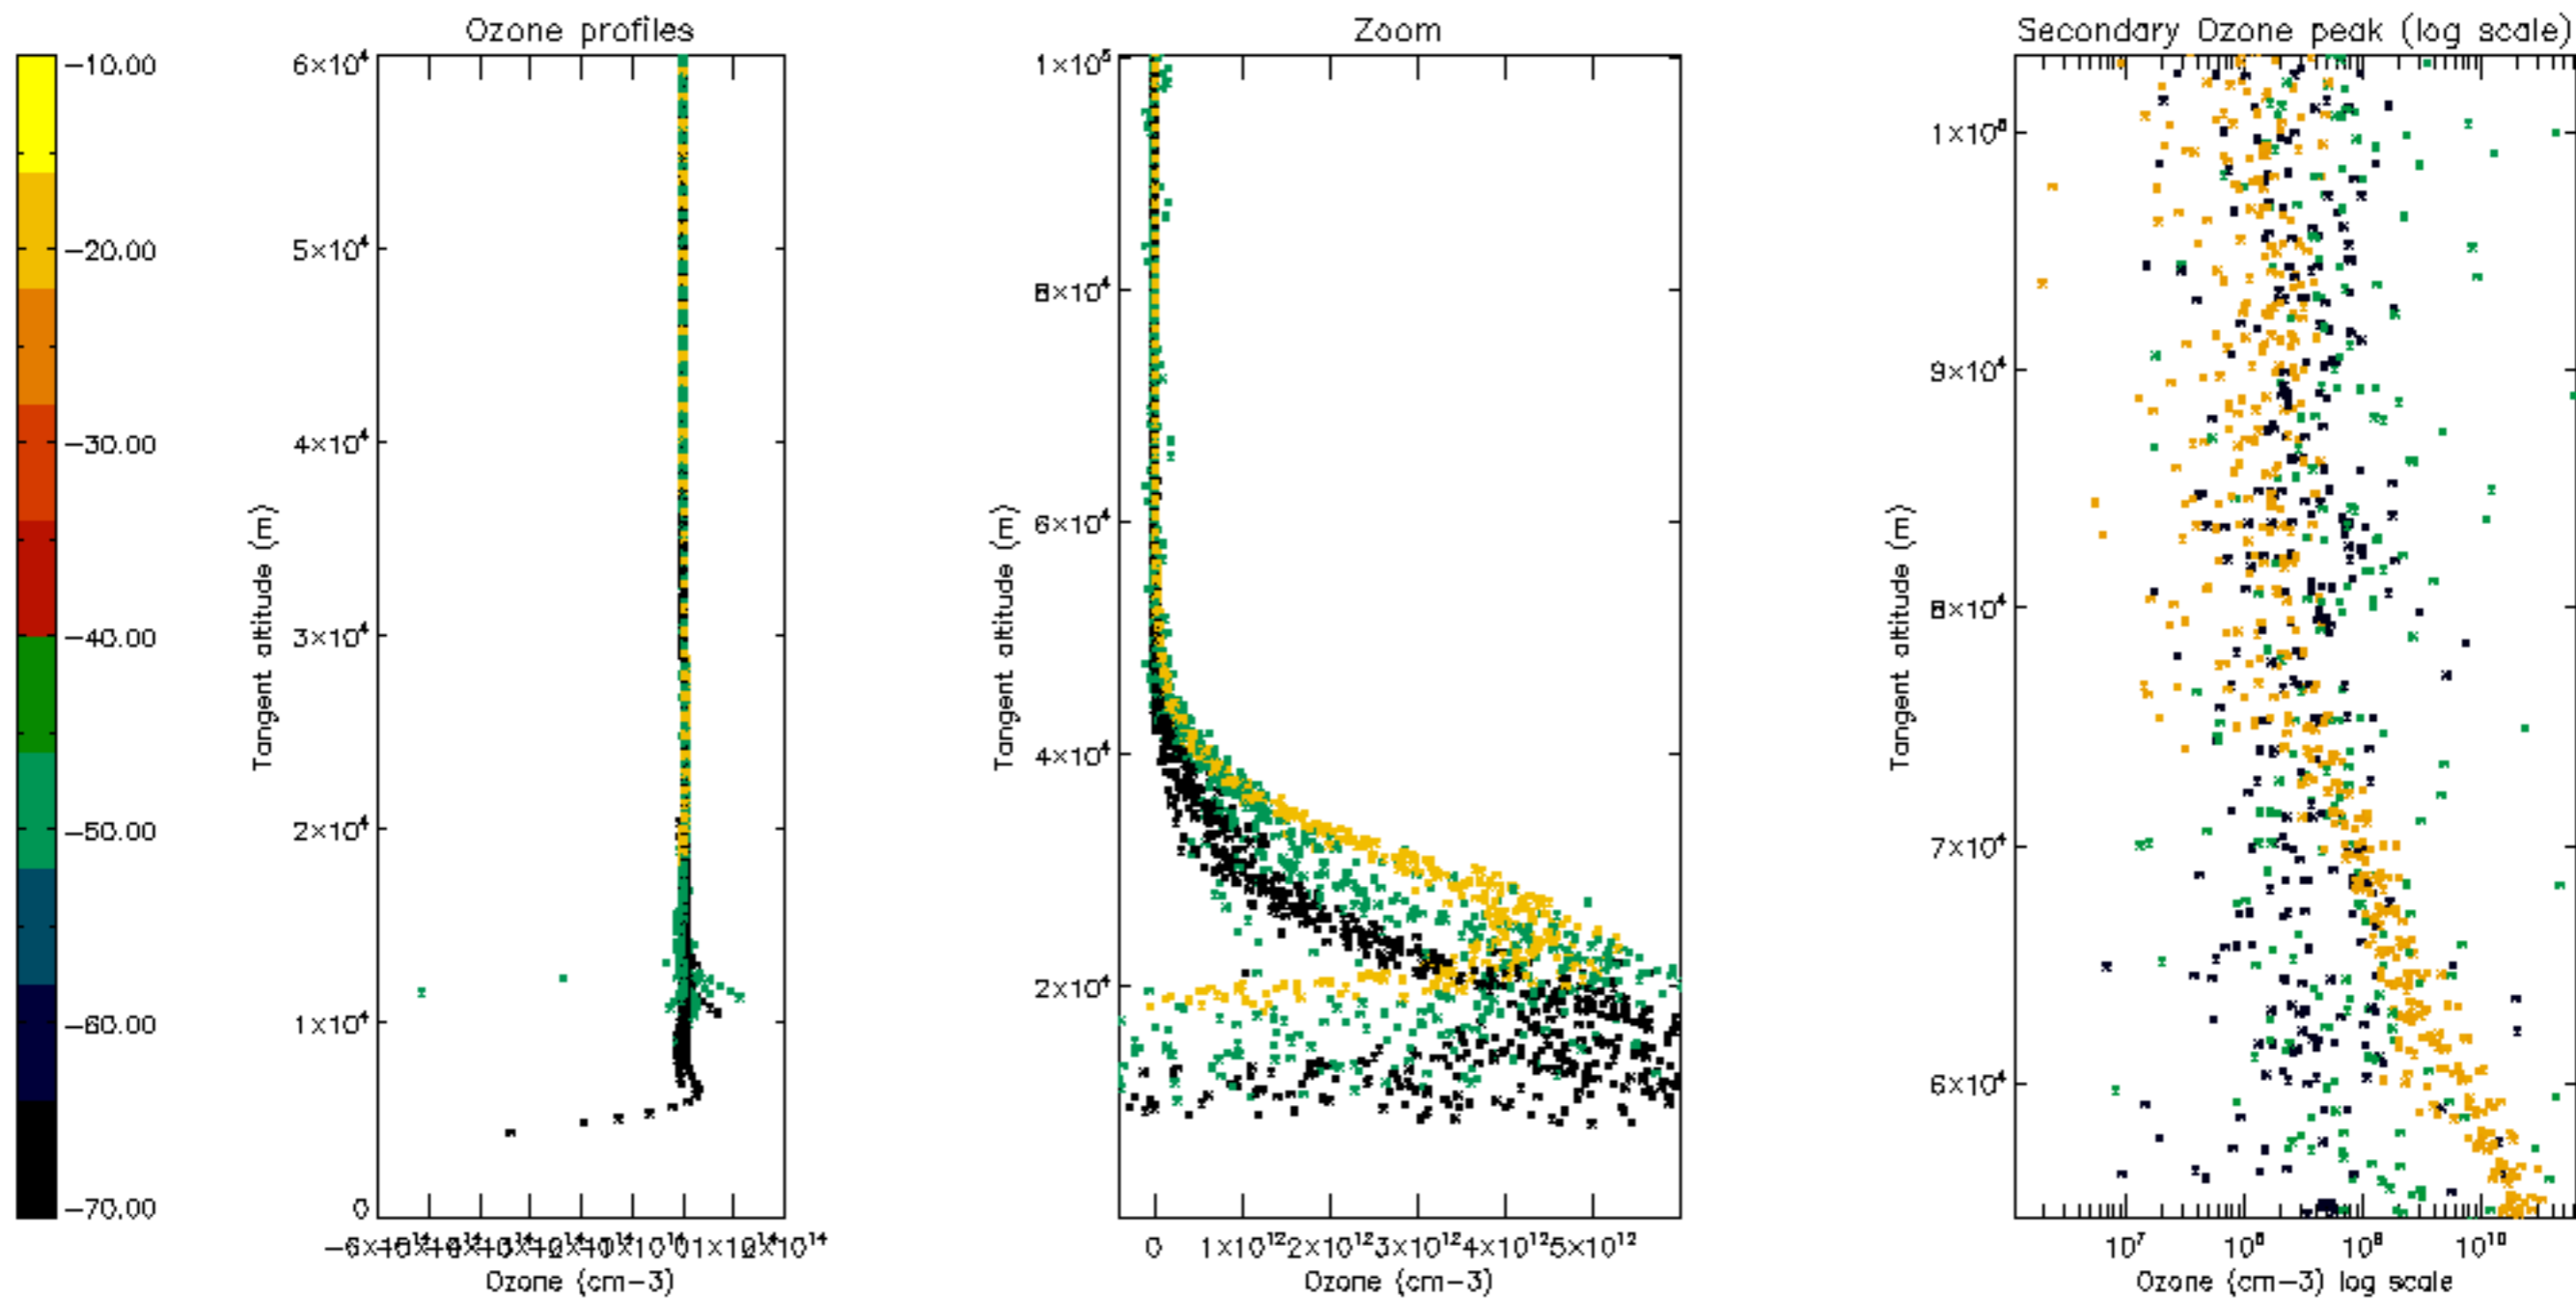 Ozone profiles
Zoom
Secondary Ozone peak (log scale)
-10.00
-20.00
-30.00
-40.00
-50.00
-60.00
-70.00
6×10⁴
5×10⁴
4×10⁴
3×10⁴
2×10⁴
1×10⁴
0
Tangent altitude (m)
Ozone (cm-3)
1×10⁵
8×10⁴
6×10⁴
4×10⁴
2×10⁴
Tangent altitude (m)
0 1×10¹² 2×10¹² 3×10¹² 4×10¹² 5×10¹²
Ozone (cm-3)
9×10⁴
8×10⁴
7×10⁴
6×10⁴
Tangent altitude (m)
10⁷ 10⁸ 10⁹ 10¹⁰
Ozone (cm-3) log scale